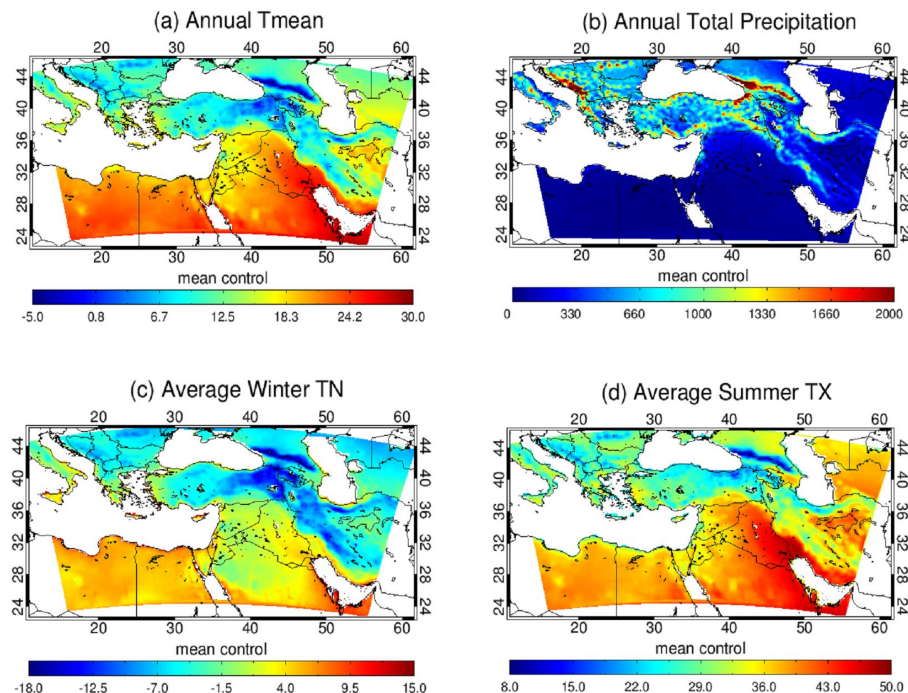 (a) Annual Tmean
20 30 40 50 60
44 40 36 32 28 24
44 40 36 32 28 24
20 30 40 50 60
mean control
-5.0 0.8 6.7 12.5 18.3 24.2 30.0
(b) Annual Total Precipitation
20 30 40 50 60
44 40 36 32 28 24
44 40 36 32 28 24
20 30 40 50 60
mean control
0 330 660 1000 1330 1660 2000
(c) Average Winter TN
20 30 40 50 60
44 40 36 32 28 24
44 40 36 32 28 24
20 30 40 50 60
mean control
-18.0 -12.5 -7.0 -1.5 4.0 9.5 15.0
(d) Average Summer TX
20 30 40 50 60
44 40 36 32 28 24
44 40 36 32 28 24
20 30 40 50 60
mean control
8.0 15.0 22.0 29.0 36.0 43.0 50.0